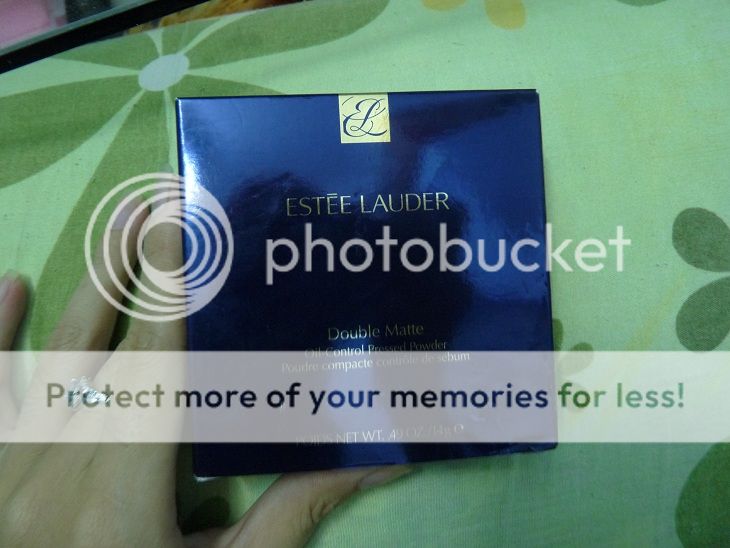 EL
ESTĒE LAUDER
photobucket
Double Matte
Oil-Control Pressed Powder
Poudre compacte contrôle de sébum
Protect more of your memories for less!
POIDS NET WT. .49 OZ./14g e